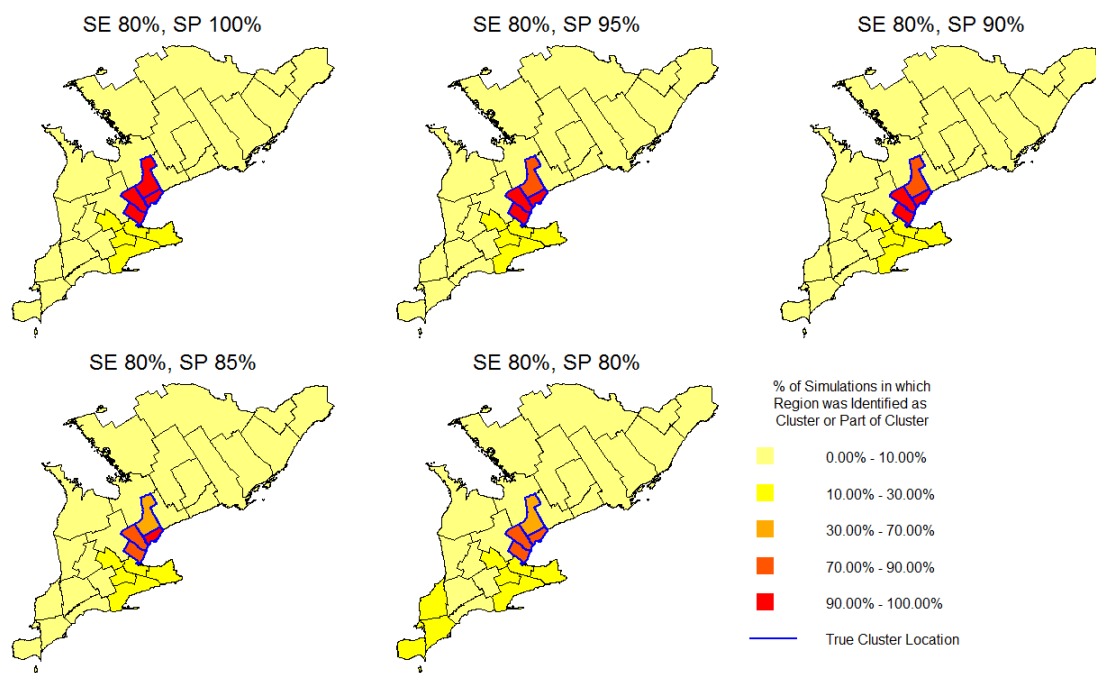 SE 80%, SP 100%
SE 80%, SP 95%
SE 80%, SP 90%
SE 80%, SP 85%
SE 80%, SP 80%
% of Simulations in which
Region was Identified as
Cluster or Part of Cluster
0.00% - 10.00%
10.00% - 30.00%
30.00% - 70.00%
70.00% - 90.00%
90.00% - 100.00%
True Cluster Location